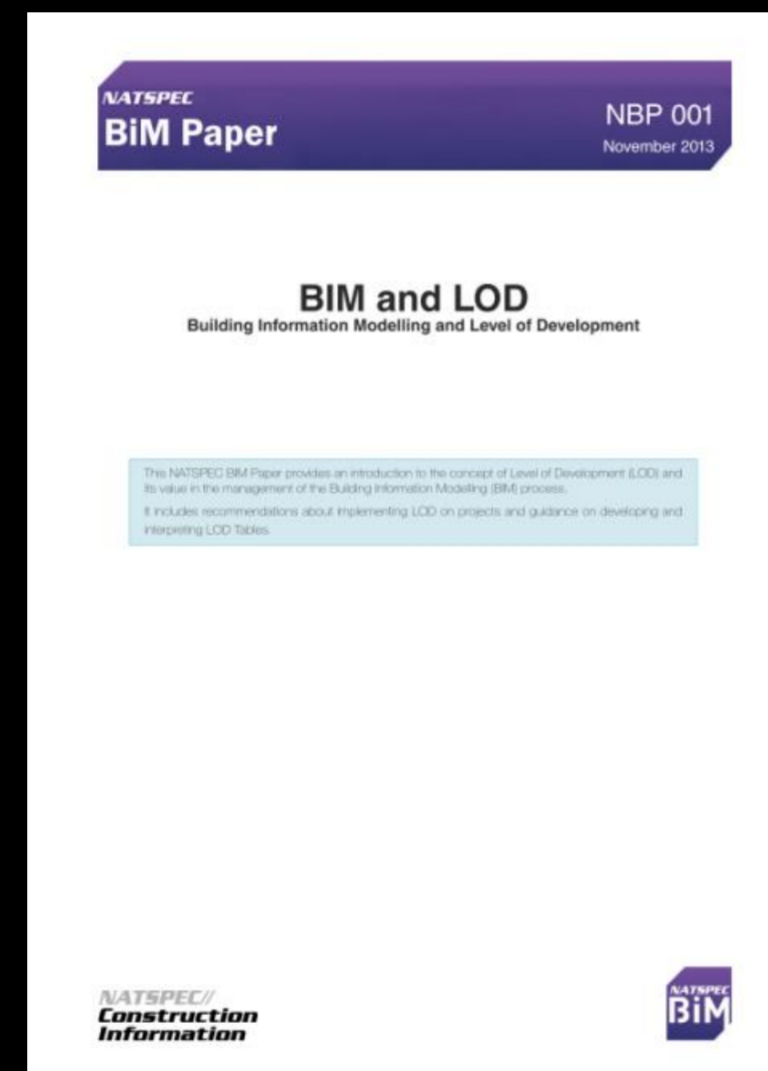 NATSPEC
BiM Paper
NBP 001
November 2013
BIM and LOD
Building Information Modelling and Level of Development
This NATSPEC BIM Paper provides an introduction to the concept of Level of Development (LOD) and
its value in the management of the Building Information Modelling (BIM) process.
It includes recommendations about implementing LOD on projects and guidance on developing and
interpreting LOD Tables.
NATSPEC//
Construction
Information
NATSPEC
BiM